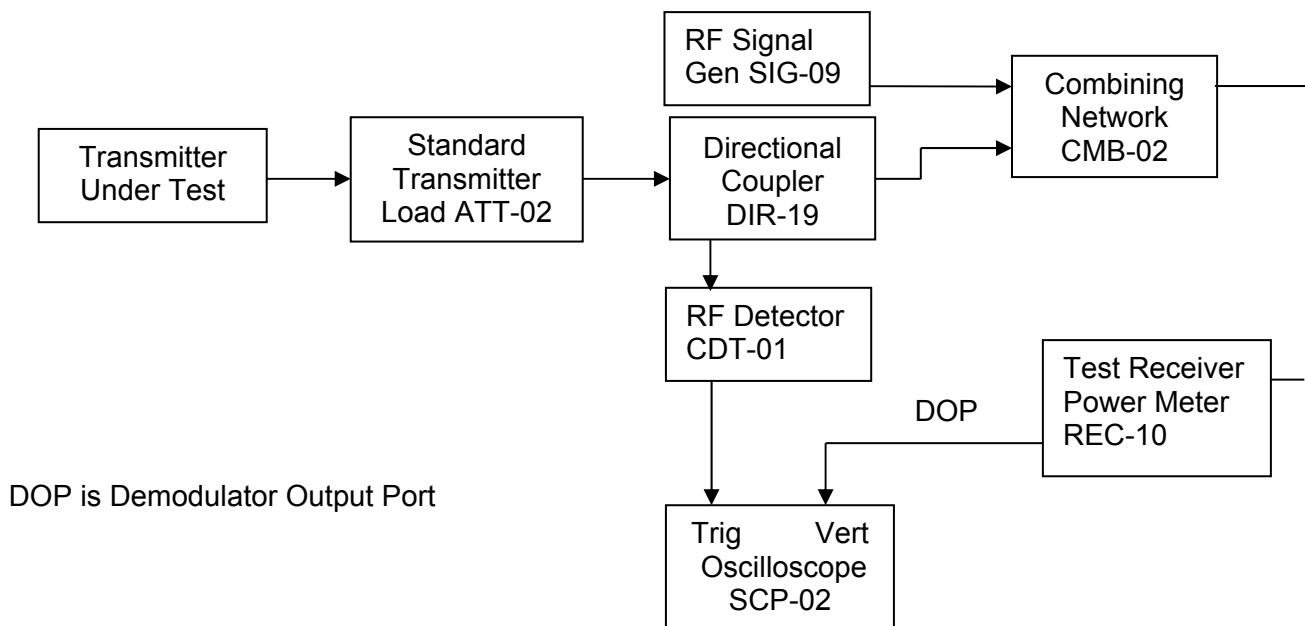 RF Signal
Gen SIG-09
Combining
Network
CMB-02
Transmitter
Under Test
Standard
Transmitter
Load ATT-02
Directional
Coupler
DIR-19
RF Detector
CDT-01
Test Receiver
Power Meter
REC-10
DOP
DOP is Demodulator Output Port
Trig Vert
Oscilloscope
SCP-02